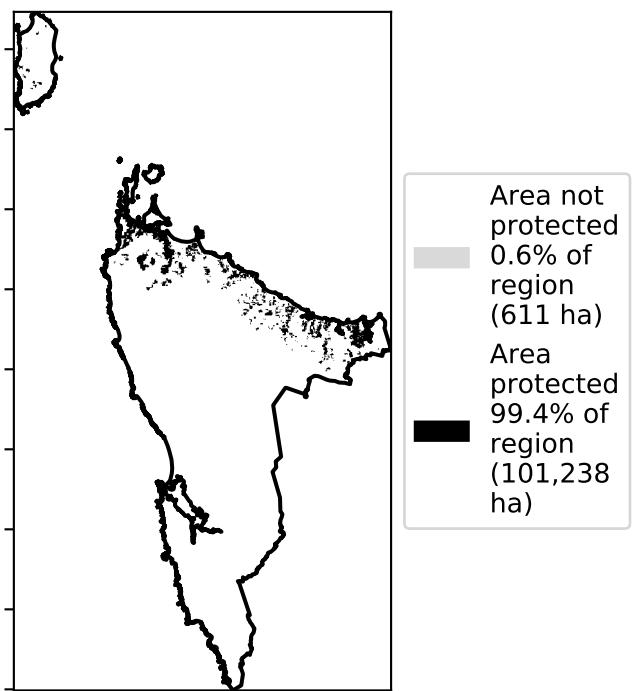 Area not
protected
0.6% of
region
(611 ha)
Area
protected
99.4% of
region
(101,238
ha)